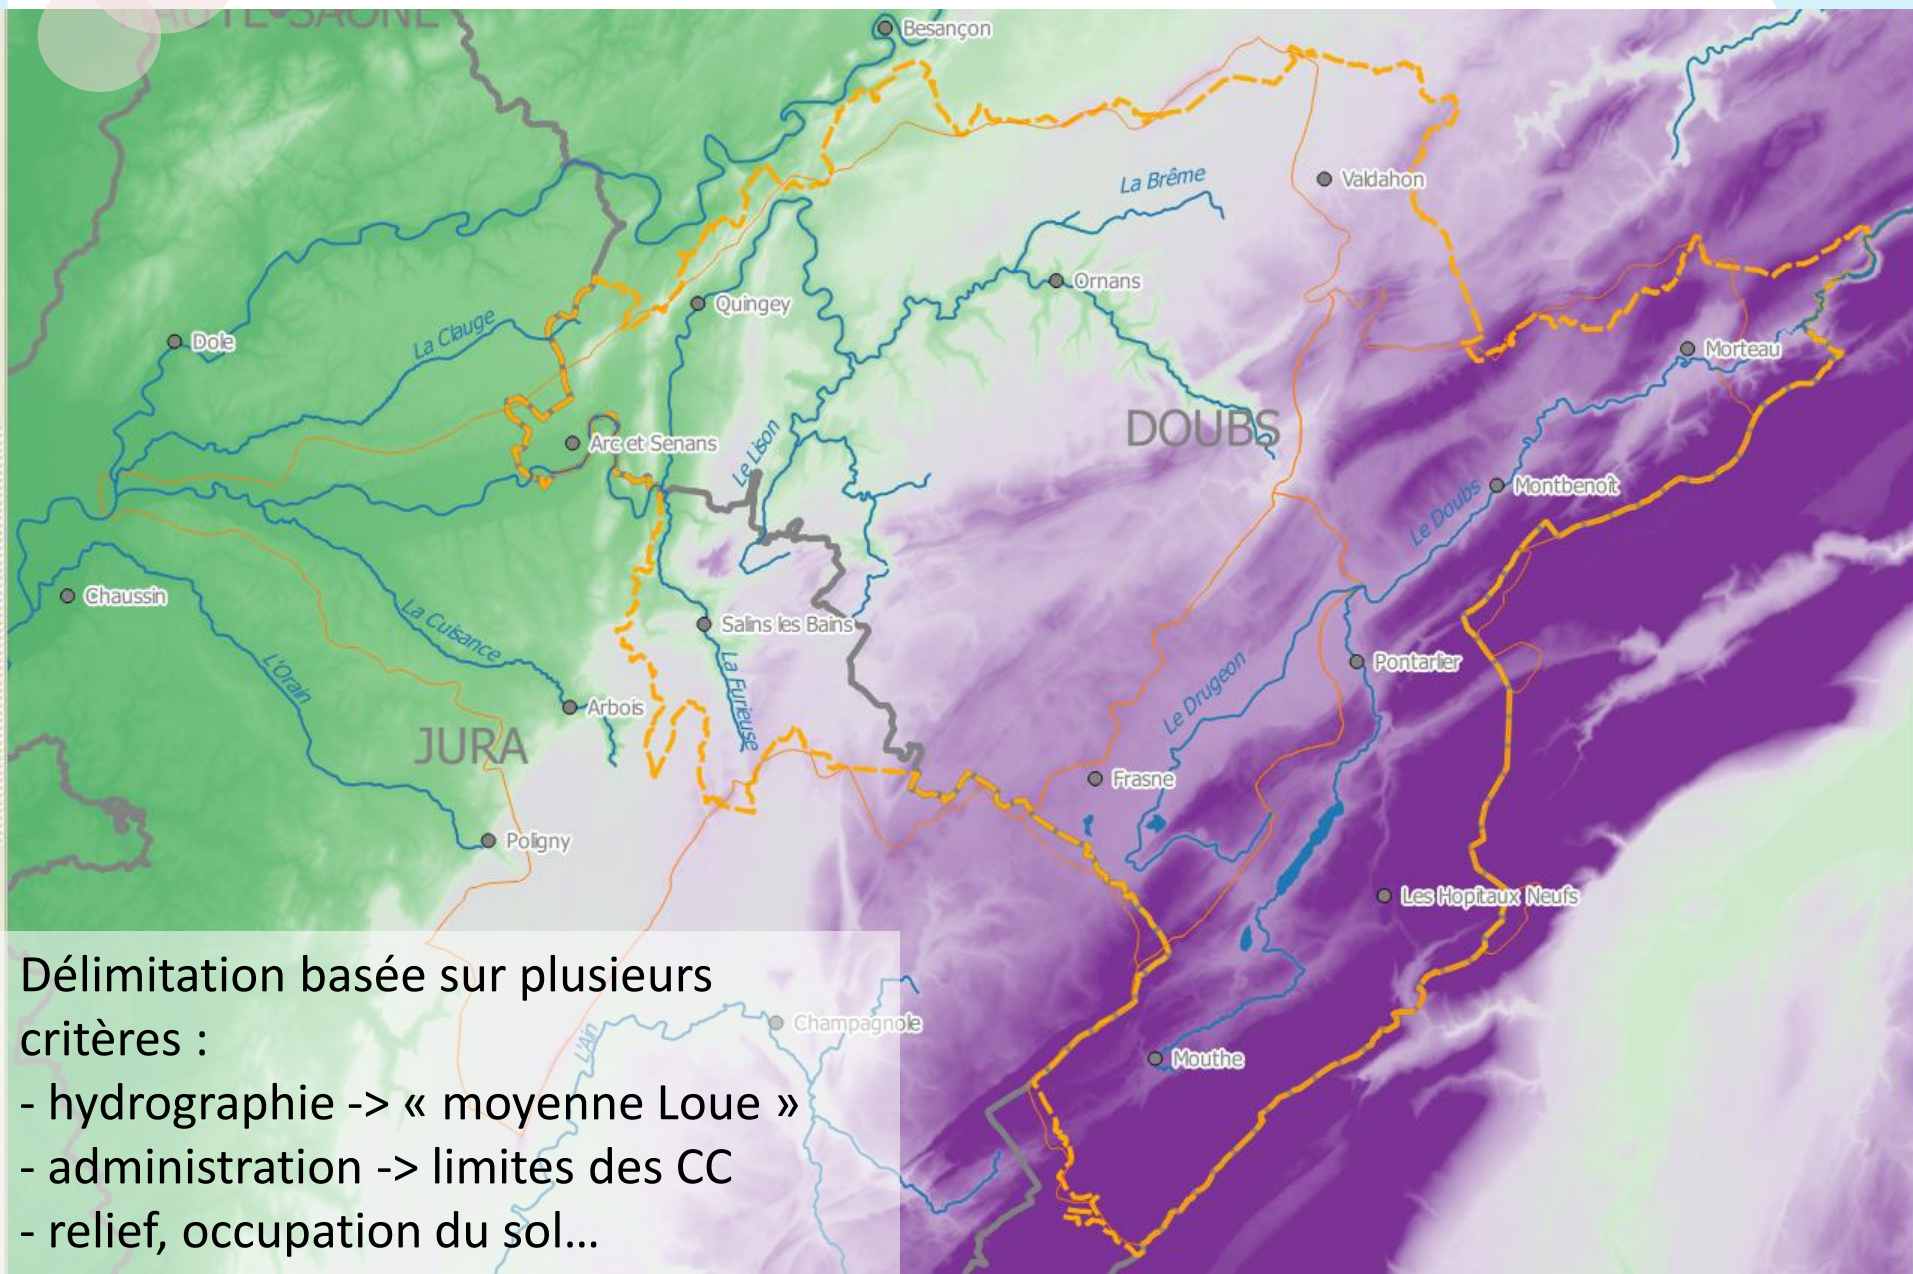 HAUTE-SAONE
Besançon
La Brême
Valdahon
Ornans
Quingey
La Clauge
Dole
Morteau
DOUBS
Arc et Senans
Le Lison
Montbenoît
Le Doubs
Chaussin
La Cuisance
Salins les Bains
L'Orain
La Furieuse
Pontarlier
Le Drugeon
Arbois
JURA
Frasne
Poligny
Les Hopitaux Neufs
Délimitation basée sur plusieurs
critères :
- hydrographie -> « moyenne Loue »
- administration -> limites des CC
- relief, occupation du sol...
Champagnole
L'Ain
Mouthe